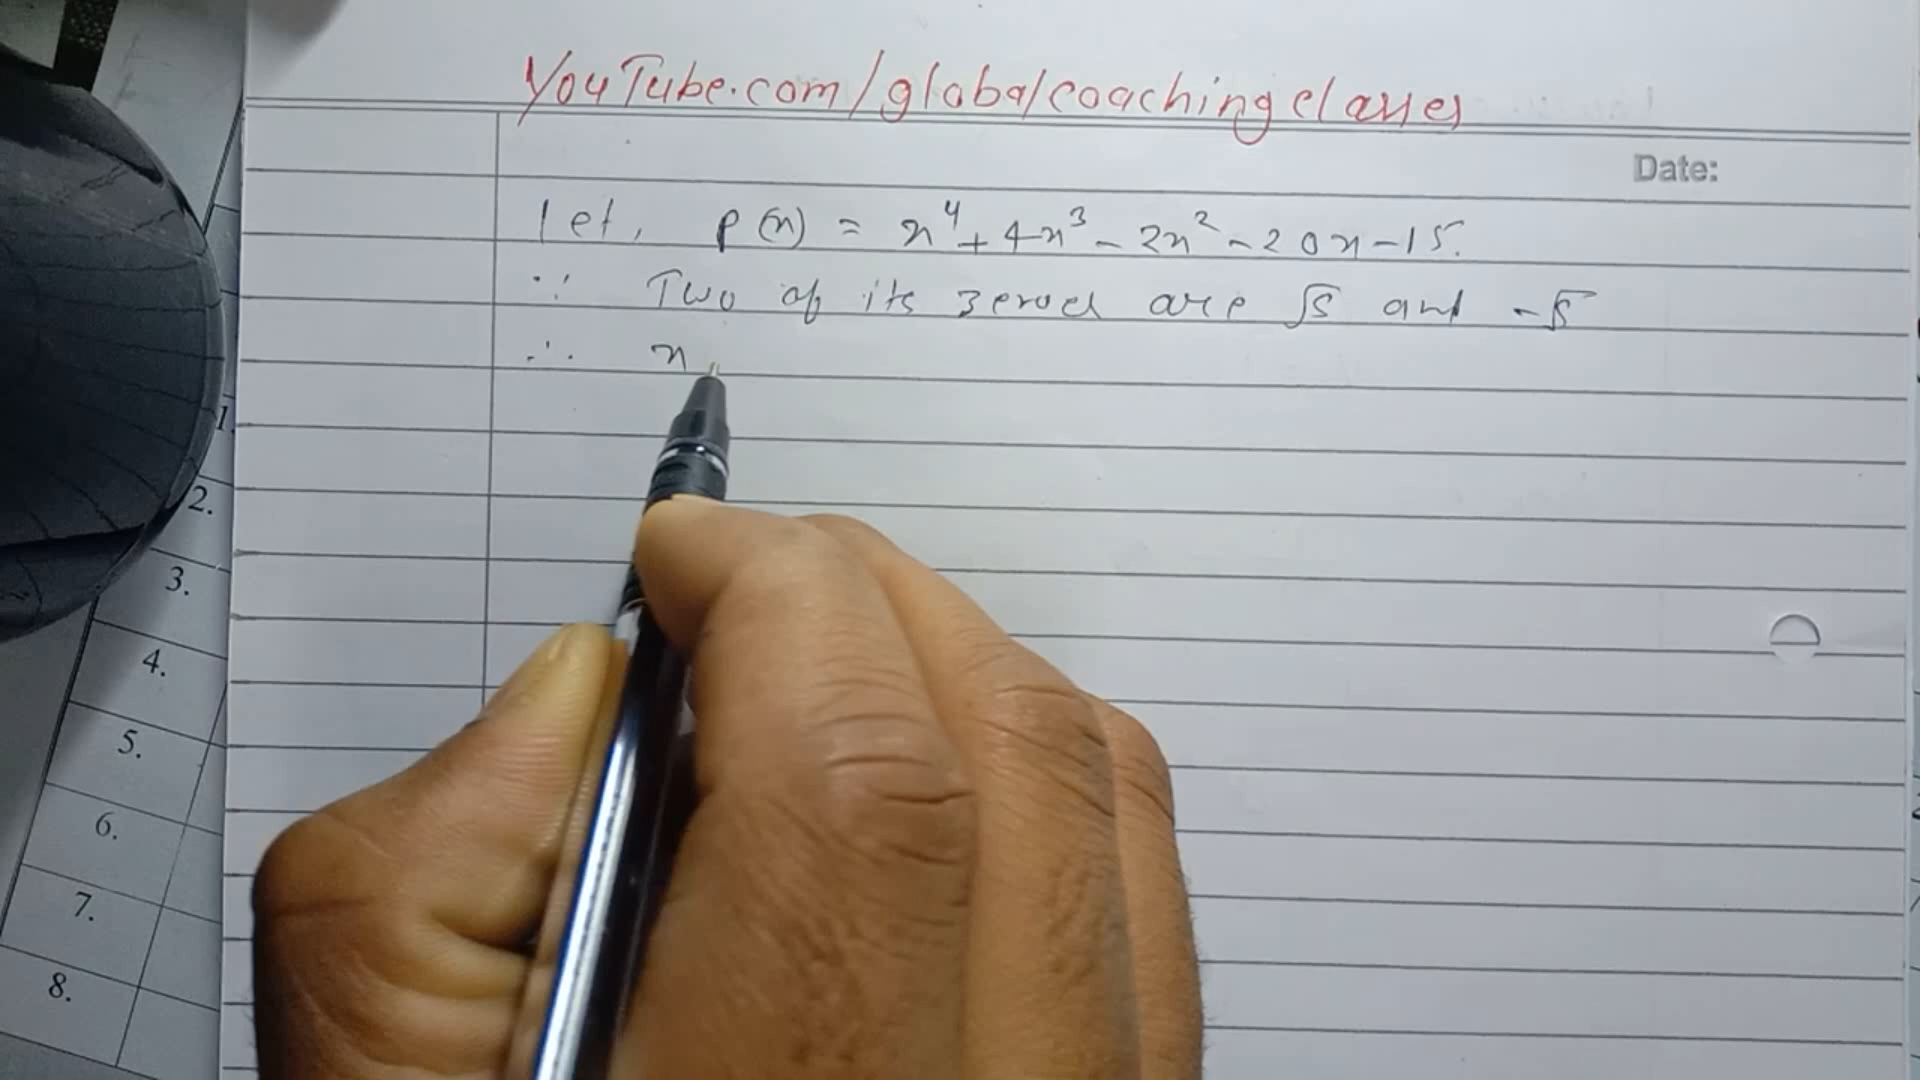 YouTube.com/globalcoachingclasses
Date:
let, p(x) = x⁴ + 4x³ - 2x² - 20x - 15.
∵ Two of its zeroes are √5 and -√5
∴ x
1.
2.
3.
4.
5.
6.
7.
8.